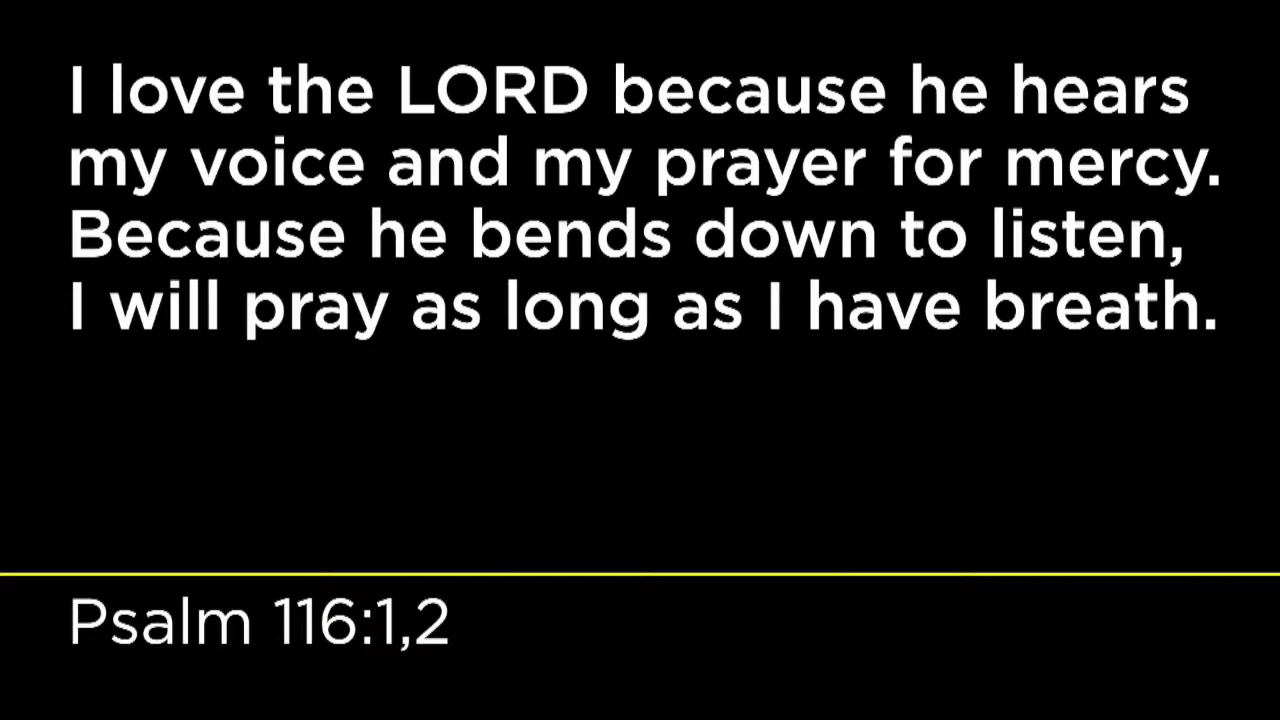 I love the LORD because he hears
my voice and my prayer for mercy.
Because he bends down to listen,
I will pray as long as I have breath.
Psalm 116:1,2